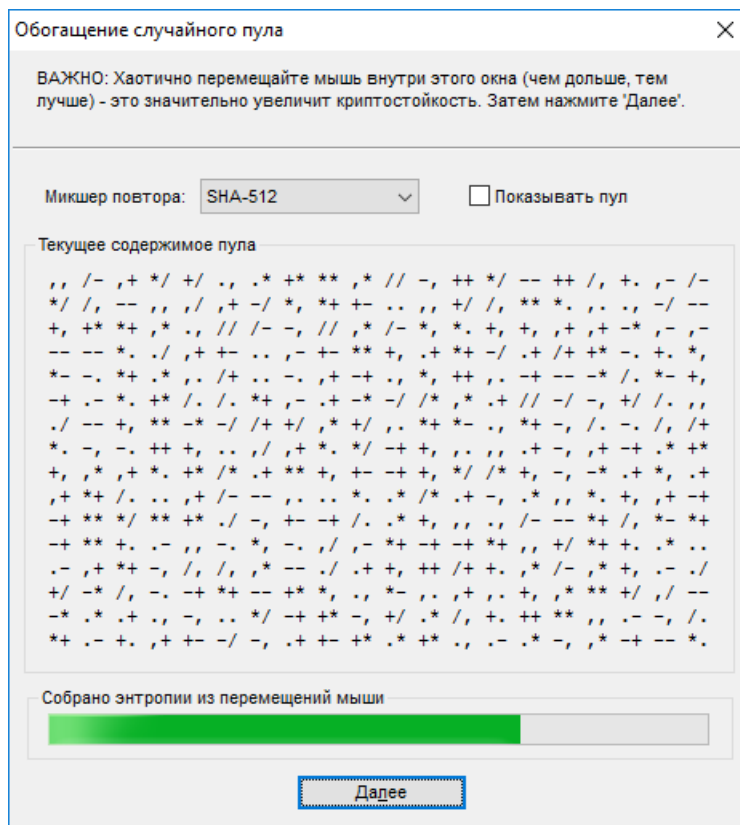 Обогащение случайного пула
ВАЖНО: Хаотично перемещайте мышь внутри этого окна (чем дольше, тем
лучше) - это значительно увеличит криптостойкость. Затем нажмите 'Далее'.
Микшер повтора: SHA-512 Показывать пул
Текущее содержимое пула
,, /- ,+ */ +/ ., .* +* ** ,* // -, ++ */ -- ++ /, +. ,- /-
*/ /, -- ,, ,/ ,+ -/ *, *+ +- .. ,, +/ /, ** *. ,. ., -/ --
+, +* *+ ,* ., // /- -, // ,* /- *, *. +, +, ,+ ,+ -* ,- ,-
-- -- *. ./ ,+ +- .. ,- +- ** +, .+ *+ -/ .+ /+ +* -. +. *,
*- -. *+ .* ,. /+ .. -. ,+ -+ ., *, ++ ,. -+ -- -* /. *- +,
-+ .- *. +* /. /. *+ ,- .+ -* -/ /* ,* .+ // -/ -, +/ /. ,,
./ -- +, ** -* -/ /+ +/ ,* +/ ,. *+ *- ., *+ -, /. -. /, /+
*. -, -. ++ +, .. ,/ ,+ *. */ -+ +, ,. ,, .+ -, ,+ -+ .* +*
+, ,* ,+ *. +* /* .+ ** +, +- -+ +, */ /* +, -, -* .+ *, .+
,+ *+ /. .. ,+ /- -- ,. .. *. .* /* .+ -, .* ,, *. +, ,+ -+
-+ ** */ ** +* ./ -, +- -+ /. .* +, ,, ., /- -- *+ /, *- *+
-+ ** +. .- ,, -. *, -. ,/ ,- *+ -+ -+ *+ ,, +/ *+ +. .* ..
.- ,+ *+ -, /, /, ,* -- ./ .+ +, ++ /+ +. ,* /- ,* +, .- ./
+/ -* /, -. -+ *+ -- +* *, ., *- ,. ,+ ,. +, ,* ** +/ ,/ --
-* .* .+ ., -, .. */ -+ +* -, +/ .* /, +. ++ ** ,, .- -, /.
*+ .- +. ,+ +- -/ -, .+ +- +* .* +* ., .- .* -, ,* -+ -- *.
Собрано энтропии из перемещений мыши
Далее